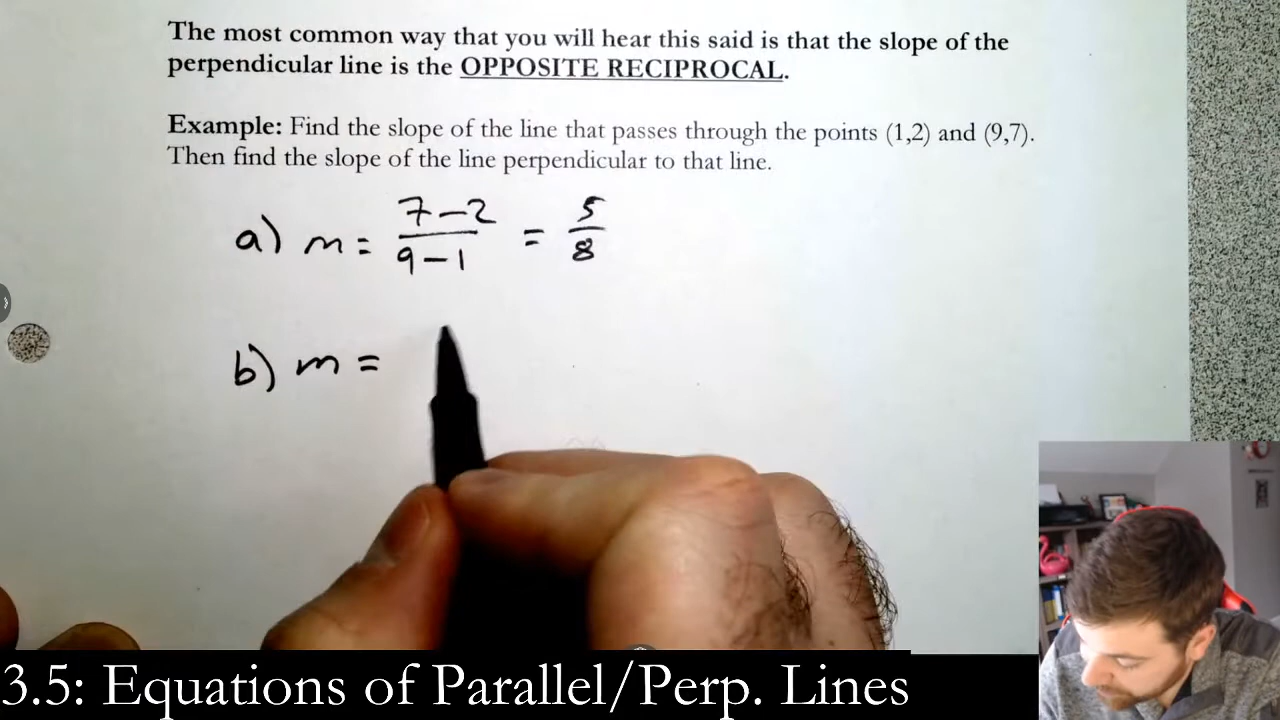 The most common way that you will hear this said is that the slope of the
perpendicular line is the OPPOSITE RECIPROCAL.
Example: Find the slope of the line that passes through the points (1,2) and (9,7).
Then find the slope of the line perpendicular to that line.
a) m = 7-2/9-1 = 5/8
b) m =
3.5: Equations of Parallel/Perp. Lines